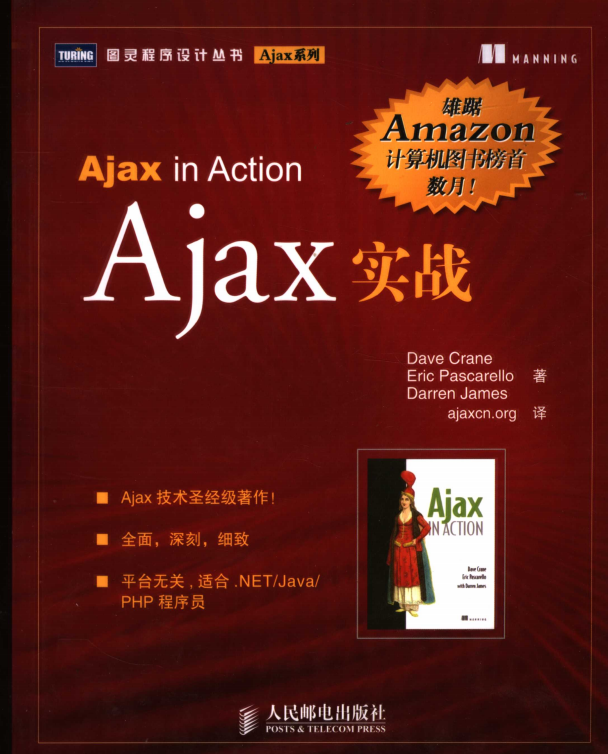 TURING 图灵程序设计丛书 Ajax系列
MANNING
雄踞
Amazon
计算机图书榜首
数月!
Ajax in Action
Ajax 实战
Dave Crane
Eric Pascarello 著
Darren James
ajaxcn.org 译
Ajax 技术圣经级著作!
全面,深刻,细致
平台无关,适合 .NET/Java/
PHP 程序员
Ajax
IN ACTION
Dave Crane
Eric Pascarello
with Darren James
MANNING
人民邮电出版社
POSTS & TELECOM PRESS